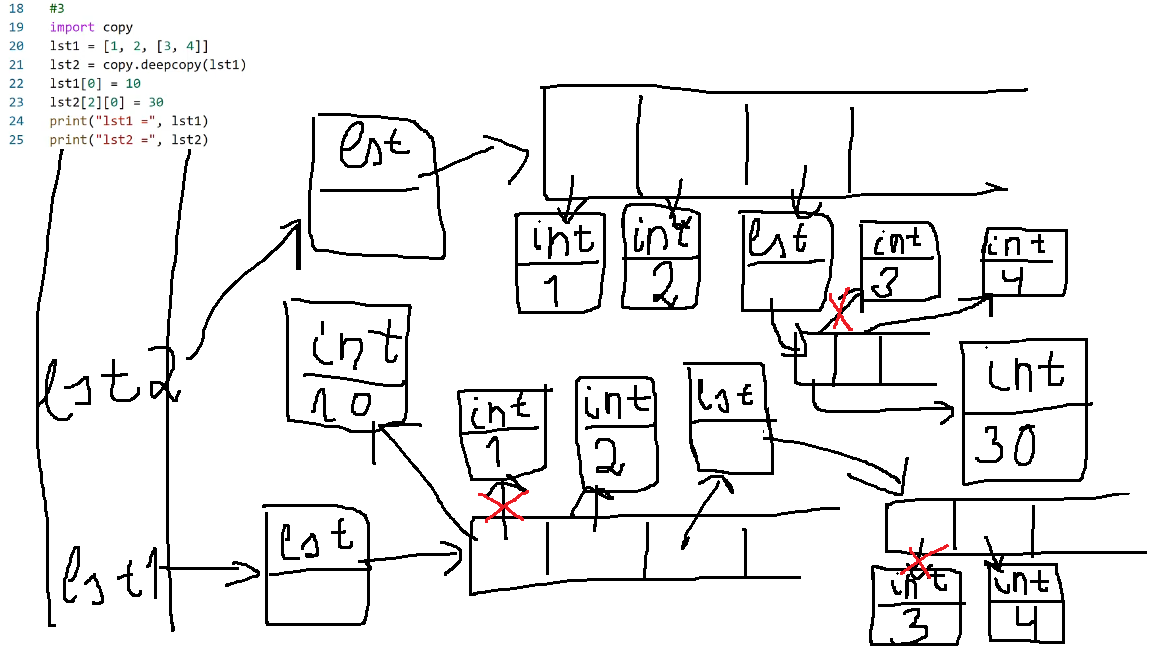 18 #3
19 import copy
20 lst1 = [1, 2, [3, 4]]
21 lst2 = copy.deepcopy(lst1)
22 lst1[0] = 10
23 lst2[2][0] = 30
24 print("lst1 =", lst1)
25 print("lst2 =", lst2)
lst
int
1
int
2
lst
int
3
int
4
lst2
int
10
int
1
int
2
lst
int
30
lst1
lst
int
3
int
4